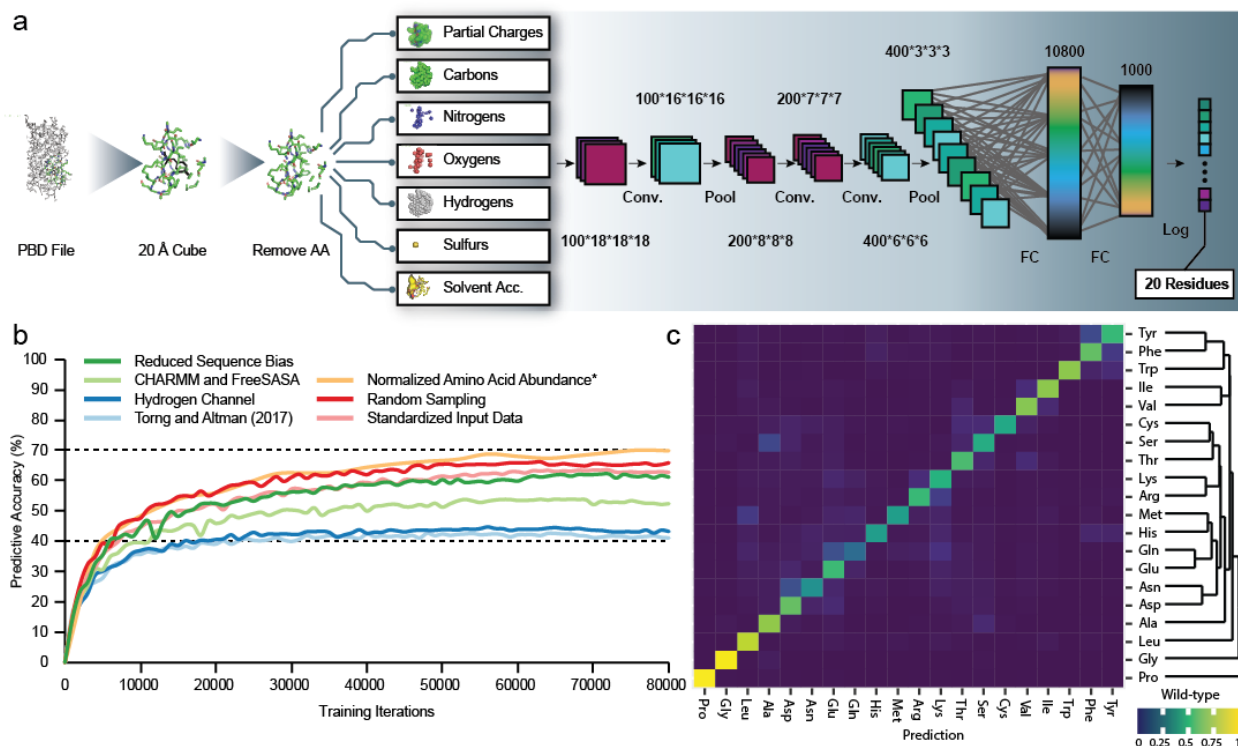 a
Partial Charges
Carbons
Nitrogens
Oxygens
Hydrogens
Sulfurs
Solvent Acc.
PBD File
20 Å Cube
Remove AA
100*18*18*18
Conv.
100*16*16*16
Pool
200*8*8*8
Conv.
200*7*7*7
Conv.
400*6*6*6
Pool
400*3*3*3
FC
10800
FC
1000
Log
20 Residues
b
Predictive Accuracy (%)
100
90
80
70
60
50
40
30
20
10
0
Reduced Sequence Bias
CHARMM and FreeSASA
Hydrogen Channel
Torng and Altman (2017)
Normalized Amino Acid Abundance*
Random Sampling
Standardized Input Data
0 10000 20000 30000 40000 50000 60000 70000 80000
Training Iterations
c
Tyr
Phe
Trp
Ile
Val
Cys
Ser
Thr
Lys
Arg
Met
His
Gln
Glu
Asn
Asp
Ala
Leu
Gly
Pro
Wild-type
Pro Gly Leu Ala Asp Asn Glu Gln His Met Arg Lys Thr Ser Cys Val Ile Trp Phe Tyr
Prediction
0 0.25 0.5 0.75 1